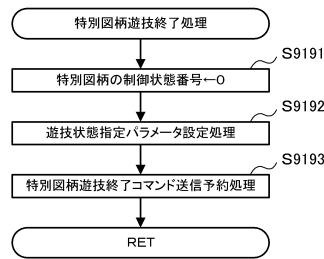 特別図柄遊技終了処理
S9191
特別図柄の制御状態番号←0
S9192
遊技状態指定パラメータ設定処理
S9193
特別図柄遊技終了コマンド送信予約処理
RET